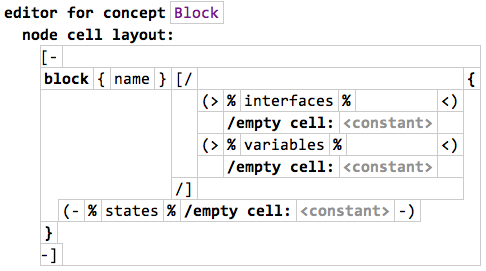 editor for concept Block
node cell layout:
[-
block { name } [/ {
(> % interfaces % <)
/empty cell: <constant>
(> % variables % <)
/empty cell: <constant>
/]
(- % states % /empty cell: <constant> -)
}
-]